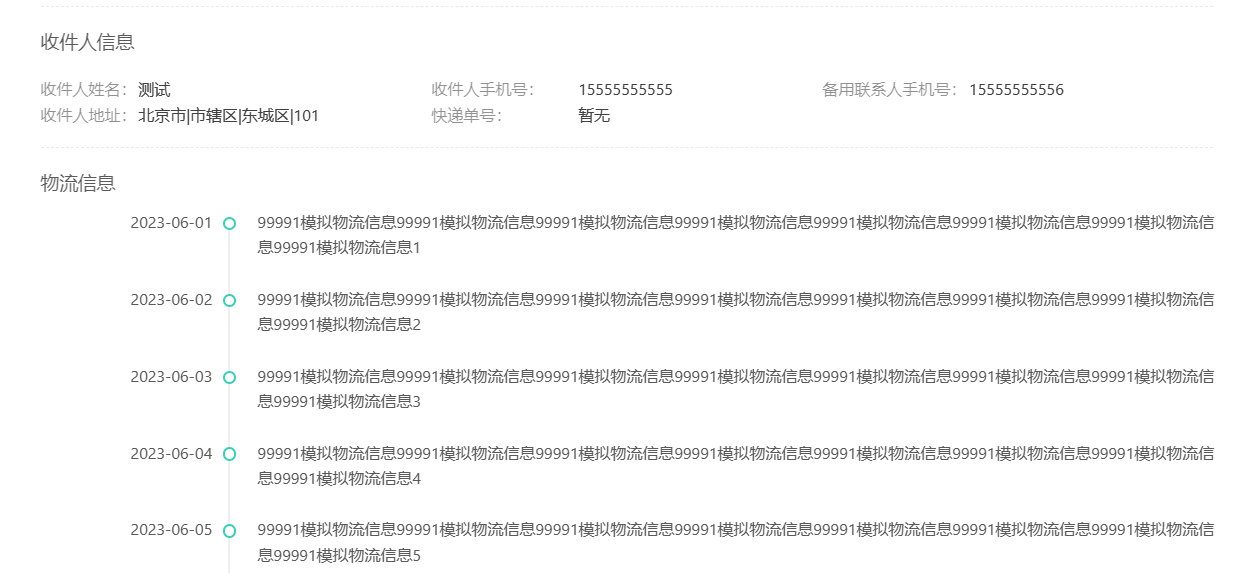 收件人信息
收件人姓名： 测试 收件人手机号： 15555555555 备用联系人手机号： 15555555556
收件人地址： 北京市|市辖区|东城区|101 快递单号： 暂无
物流信息
2023-06-01 99991模拟物流信息99991模拟物流信息99991模拟物流信息99991模拟物流信息99991模拟物流信息99991模拟物流信息99991模拟物流信
息99991模拟物流信息1
2023-06-02 99991模拟物流信息99991模拟物流信息99991模拟物流信息99991模拟物流信息99991模拟物流信息99991模拟物流信息99991模拟物流信
息99991模拟物流信息2
2023-06-03 99991模拟物流信息99991模拟物流信息99991模拟物流信息99991模拟物流信息99991模拟物流信息99991模拟物流信息99991模拟物流信
息99991模拟物流信息3
2023-06-04 99991模拟物流信息99991模拟物流信息99991模拟物流信息99991模拟物流信息99991模拟物流信息99991模拟物流信息99991模拟物流信
息99991模拟物流信息4
2023-06-05 99991模拟物流信息99991模拟物流信息99991模拟物流信息99991模拟物流信息99991模拟物流信息99991模拟物流信息99991模拟物流信
息99991模拟物流信息5